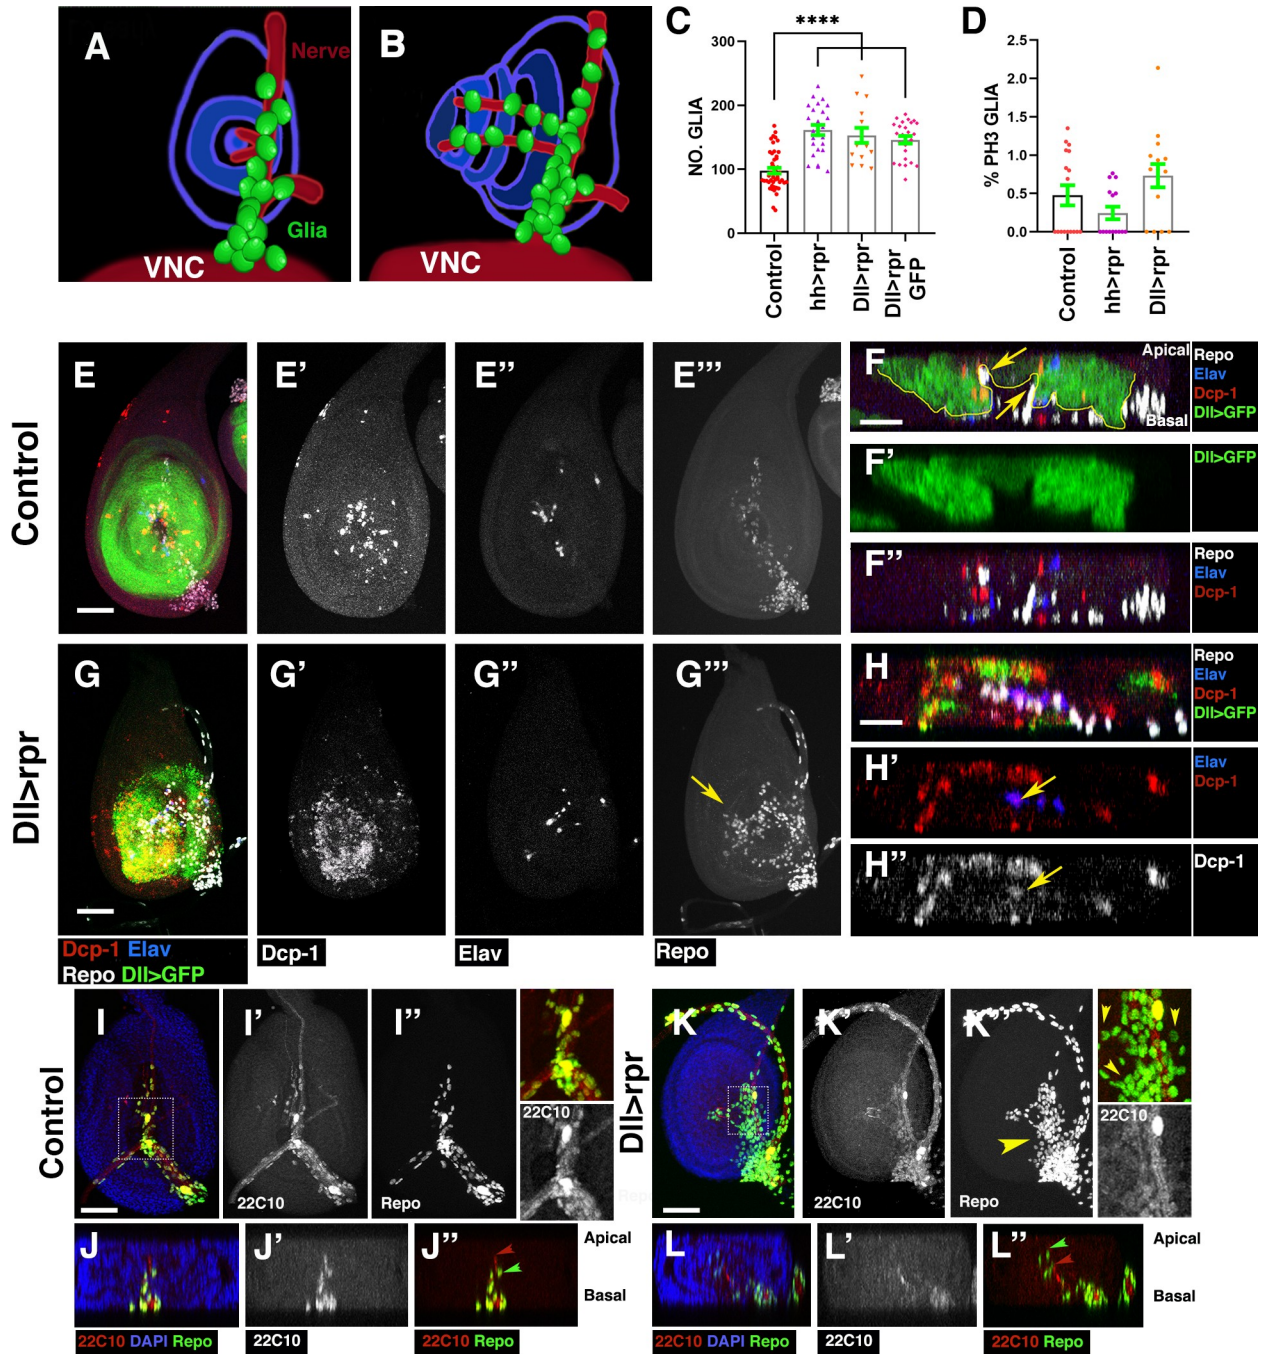 A
Nerve
Glia
VNC
B
VNC
C
****
NO. GLIA
300
200
100
0
Control
hh>rpr
Dll>rpr
Dll>rpr
GFP
D
% PH3 GLIA
2.5
2.0
1.5
1.0
0.5
0.0
Control
hh>rpr
Dll>rpr
Control
E
E’
E’’
E’’’
F
Apical
Basal
Repo
Elav
Dcp-1
Dll>GFP
F’
Dll>GFP
F’’
Repo
Elav
Dcp-1
Dll>rpr
G
G’
G’’
G’’’
H
Repo
Elav
Dcp-1
Dll>GFP
H’
Elav
Dcp-1
H’’
Dcp-1
Dcp-1 Elav
Repo Dll>GFP
Dcp-1
Elav
Repo
Control
I
I’
22C10
I’’
Repo
22C10
Dll>rpr
K
K’
22C10
K’’
Repo
22C10
J
J’
J’’
Apical
Basal
22C10 DAPI Repo
22C10
22C10 Repo
L
L’
L’’
Apical
Basal
22C10 DAPI Repo
22C10
22C10 Repo